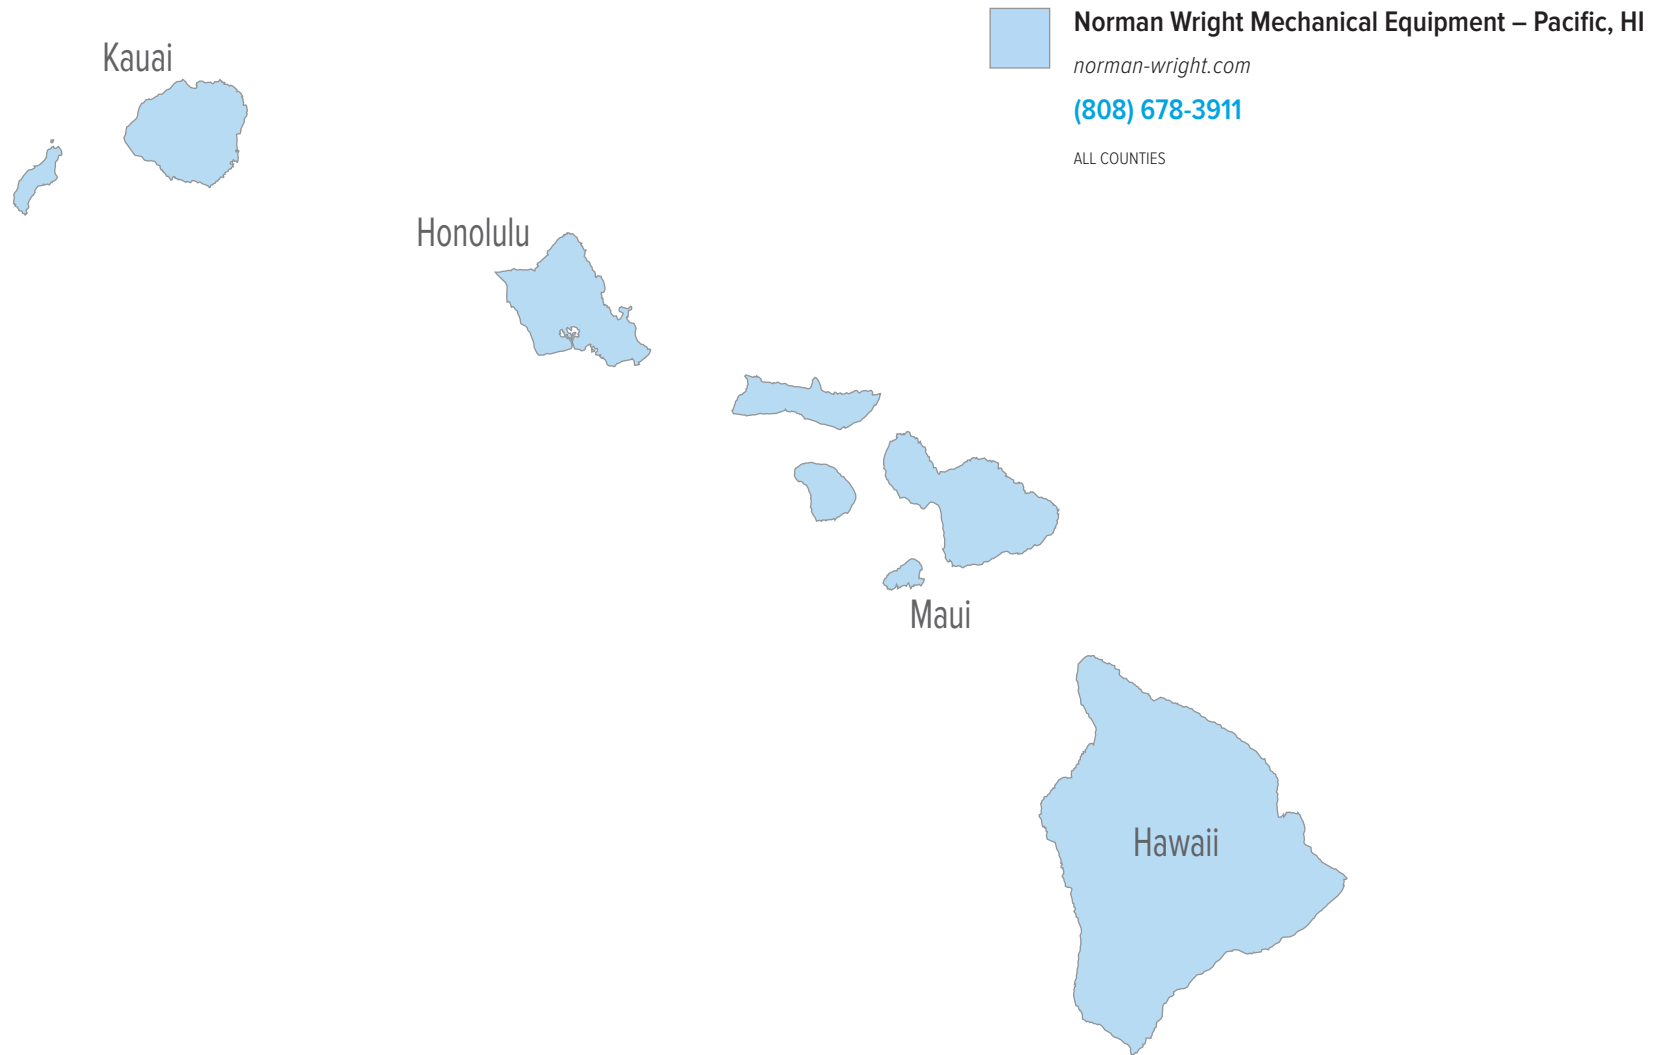 Norman Wright Mechanical Equipment – Pacific, HI
norman-wright.com
(808) 678-3911
ALL COUNTIES
Kauai
Honolulu
Maui
Hawaii